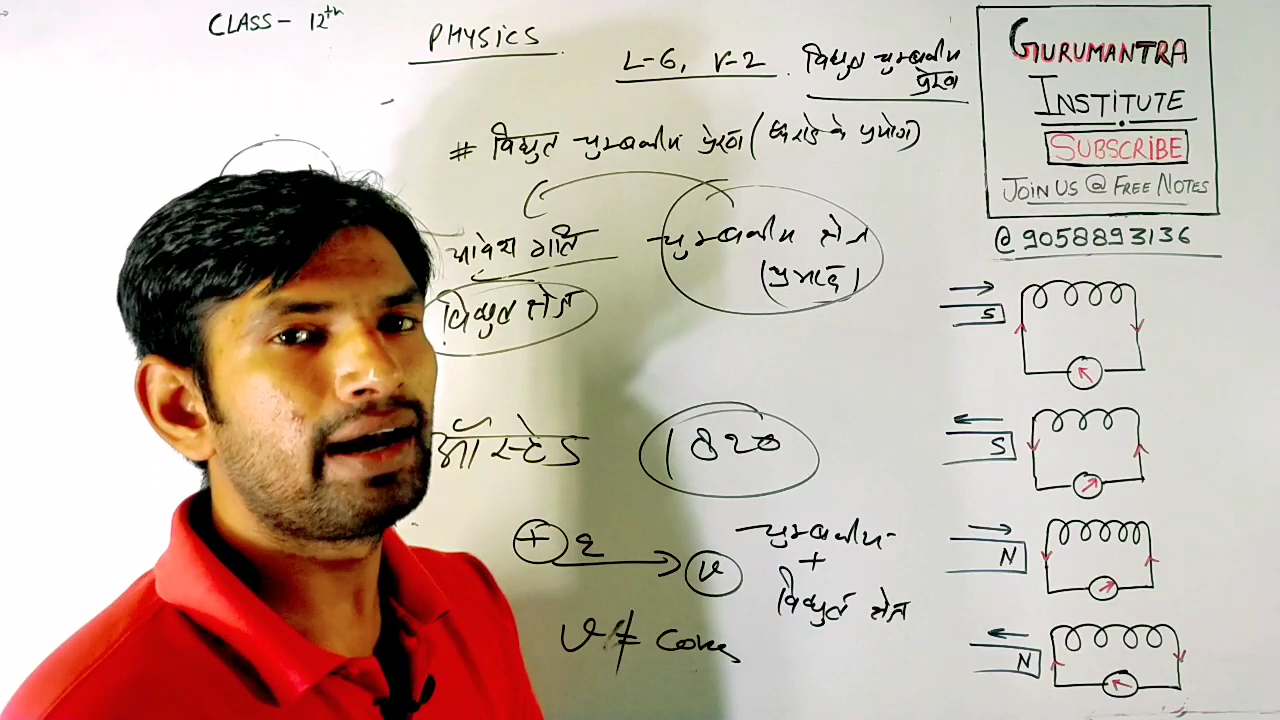 CLASS - 12th
PHYSICS
L-6, V-2. विद्युत चुम्बकीय
प्रेरण
# विद्युत चुम्बकीय प्रेरण (फैराडे के प्रयोग)
आवेश गति
चुम्बकीय क्षेत्र
(प्रभाव)
विद्युत क्षेत्र
ऑस्टेड
1820
+ q v
चुम्बकीय
+
विद्युत क्षेत्र
v ≠ Cons
GURUMANTRA
INSTITUTE
SUBSCRIBE
JOIN US @ FREE NOTES
@ 9058893136
S
S
N
N